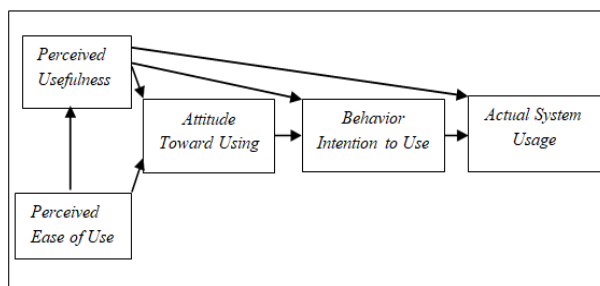 Perceived
Usefulness
Attitude
Toward Using
Behavior
Intention to Use
Actual System
Usage
Perceived
Ease of Use